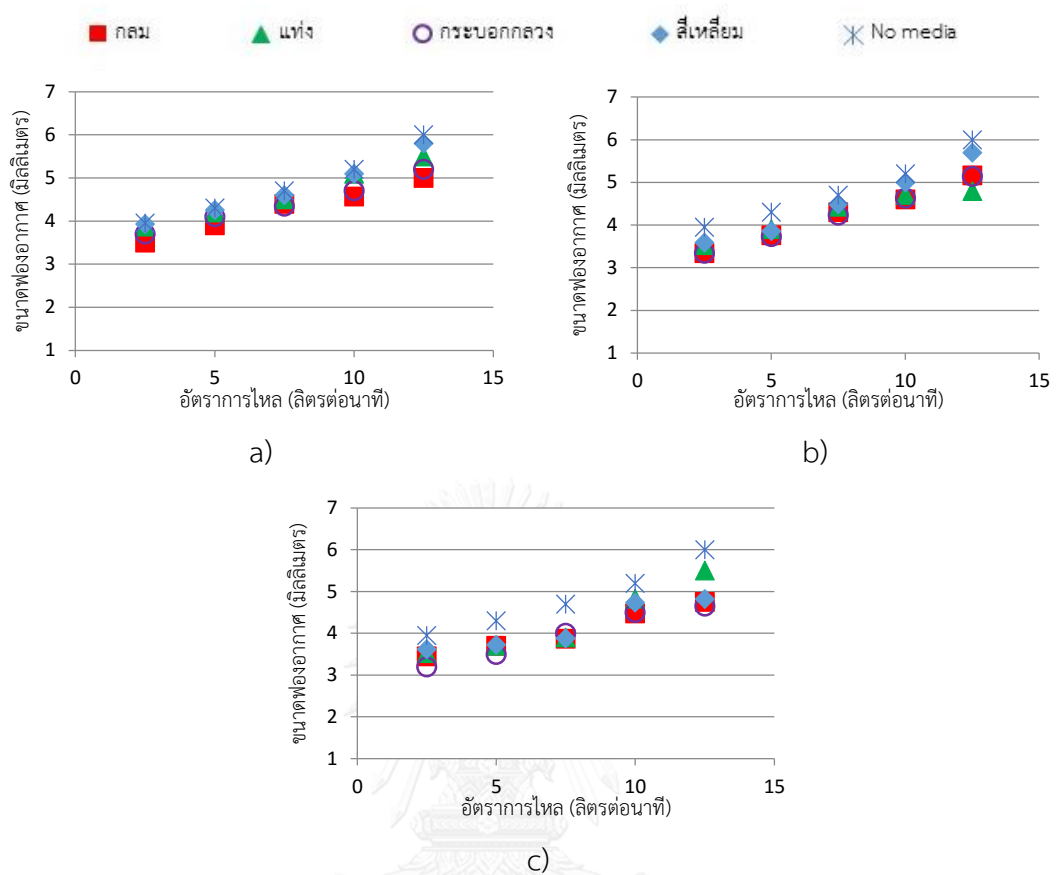 กลม แท่ง กระบอกกลวง สี่เหลี่ยม No media
ขนาดฟองอากาศ (มิลลิเมตร)
7
6
5
4
3
2
1
0 5 10 15
อัตราการไหล (ลิตรต่อนาที)
a)
ขนาดฟองอากาศ (มิลลิเมตร)
7
6
5
4
3
2
1
0 5 10 15
อัตราการไหล (ลิตรต่อนาที)
b)
ขนาดฟองอากาศ (มิลลิเมตร)
7
6
5
4
3
2
1
0 5 10 15
อัตราการไหล (ลิตรต่อนาที)
c)